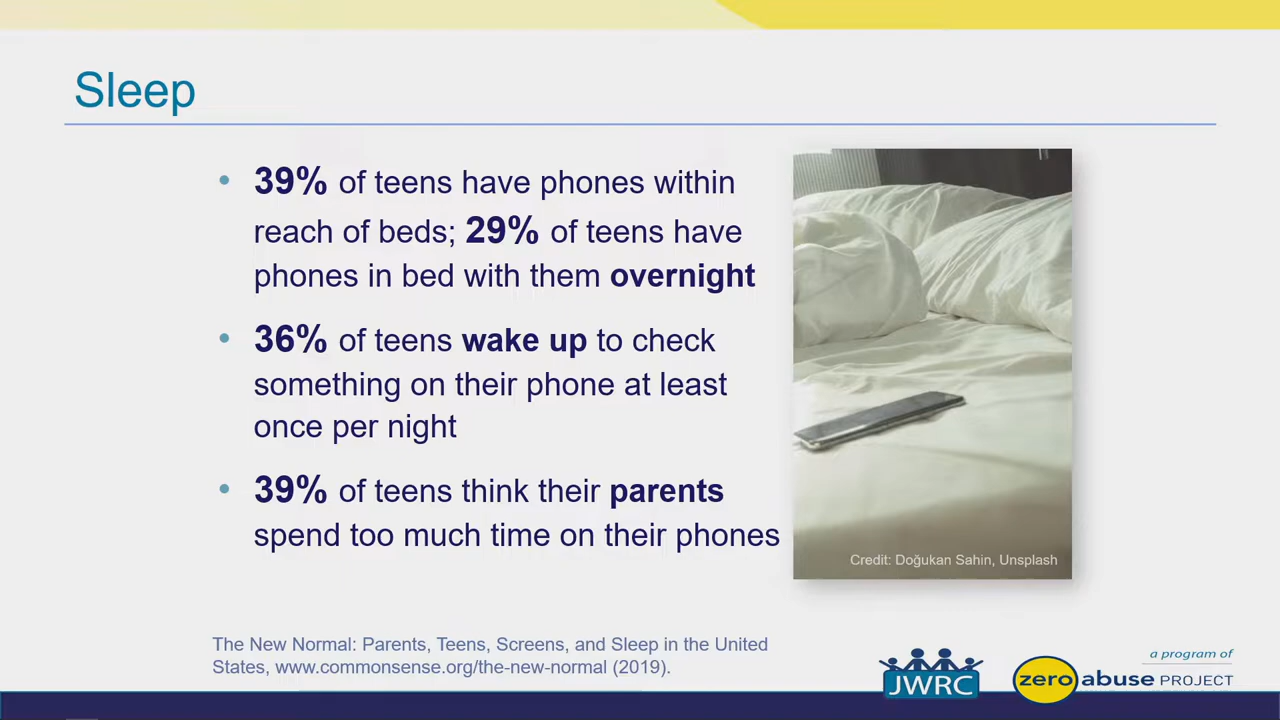 Sleep
• 39% of teens have phones within
reach of beds; 29% of teens have
phones in bed with them overnight
• 36% of teens wake up to check
something on their phone at least
once per night
• 39% of teens think their parents
spend too much time on their phones
Credit: Doğukan Sahin, Unsplash
The New Normal: Parents, Teens, Screens, and Sleep in the United
States, www.commonsense.org/the-new-normal (2019).
JWRC
a program of
zero abuse PROJECT